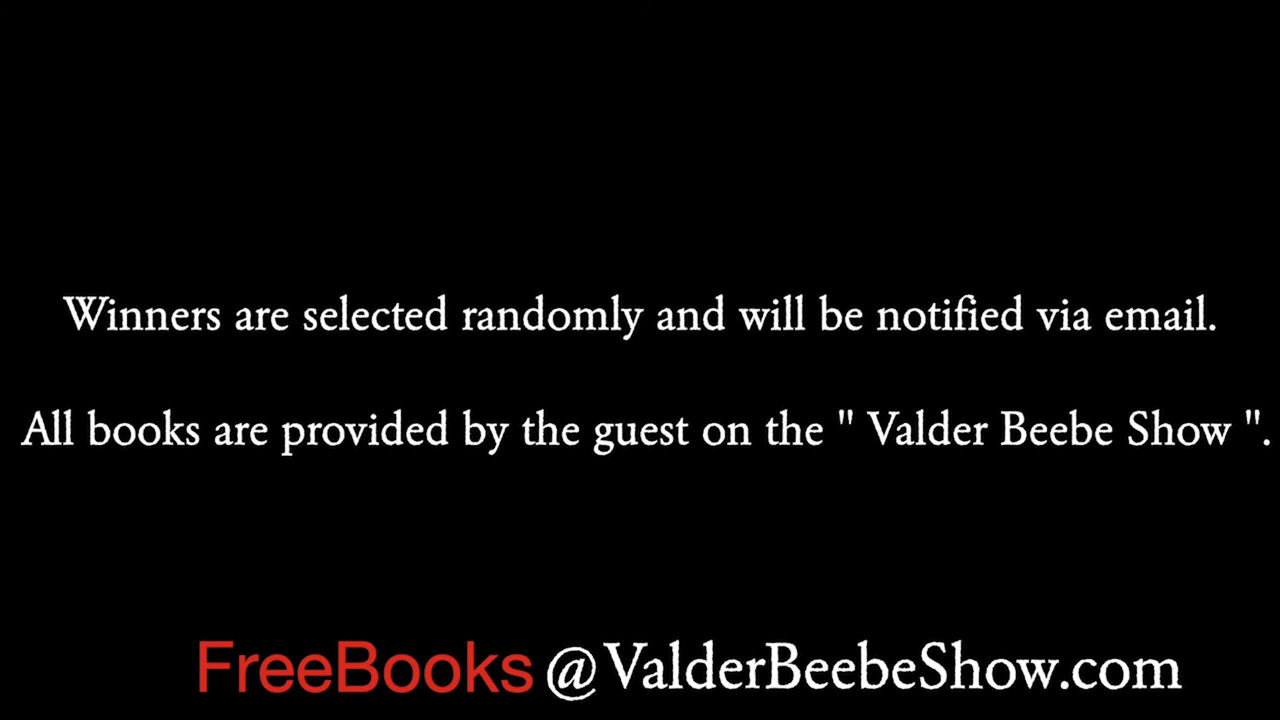 Winners are selected randomly and will be notified via email.
All books are provided by the guest on the " Valder Beebe Show ".
FreeBooks@ValderBeebeShow.com